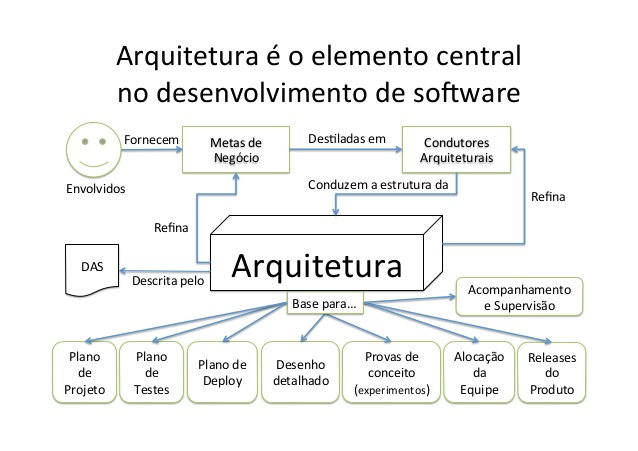 Arquitetura é o elemento central
no desenvolvimento de software
Fornecem
Metas de
Negócio
Destiladas em
Condutores
Arquiteturais
Envolvidos
Conduzem a estrutura da
Refina
Refina
DAS
Descrita pelo
Arquitetura
Base para...
Acompanhamento
e Supervisão
Plano
de
Projeto
Plano
de
Testes
Plano de
Deploy
Desenho
detalhado
Provas de
conceito
(experimentos)
Alocação
da
Equipe
Releases
do
Produto